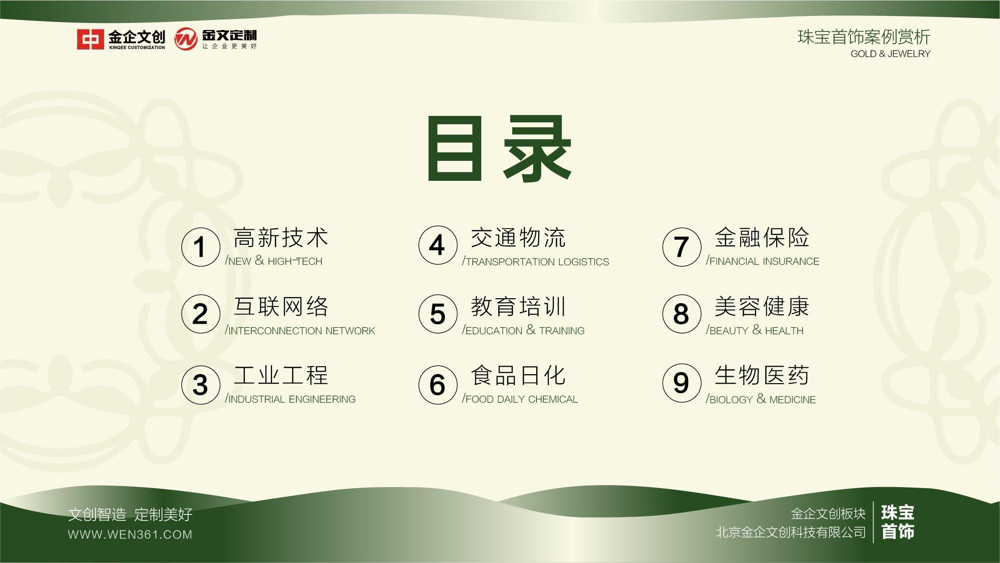 金企文创
KINQEE CUSTOMIZATION
金文定制
让企业更美好
珠宝首饰案例赏析
GOLD & JEWELRY
目录
1 高新技术
/NEW & HIGH-TECH
2 互联网络
/INTERCONNECTION NETWORK
3 工业工程
/INDUSTRIAL ENGINEERING
4 交通物流
/TRANSPORTATION LOGISTICS
5 教育培训
/EDUCATION & TRAINING
6 食品日化
/FOOD DAILY CHEMICAL
7 金融保险
/FINANCIAL INSURANCE
8 美容健康
/BEAUTY & HEALTH
9 生物医药
/BIOLOGY & MEDICINE
文创智造 定制美好
WWW.WEN361.COM
金企文创板块
北京金企文创科技有限公司
珠宝
首饰